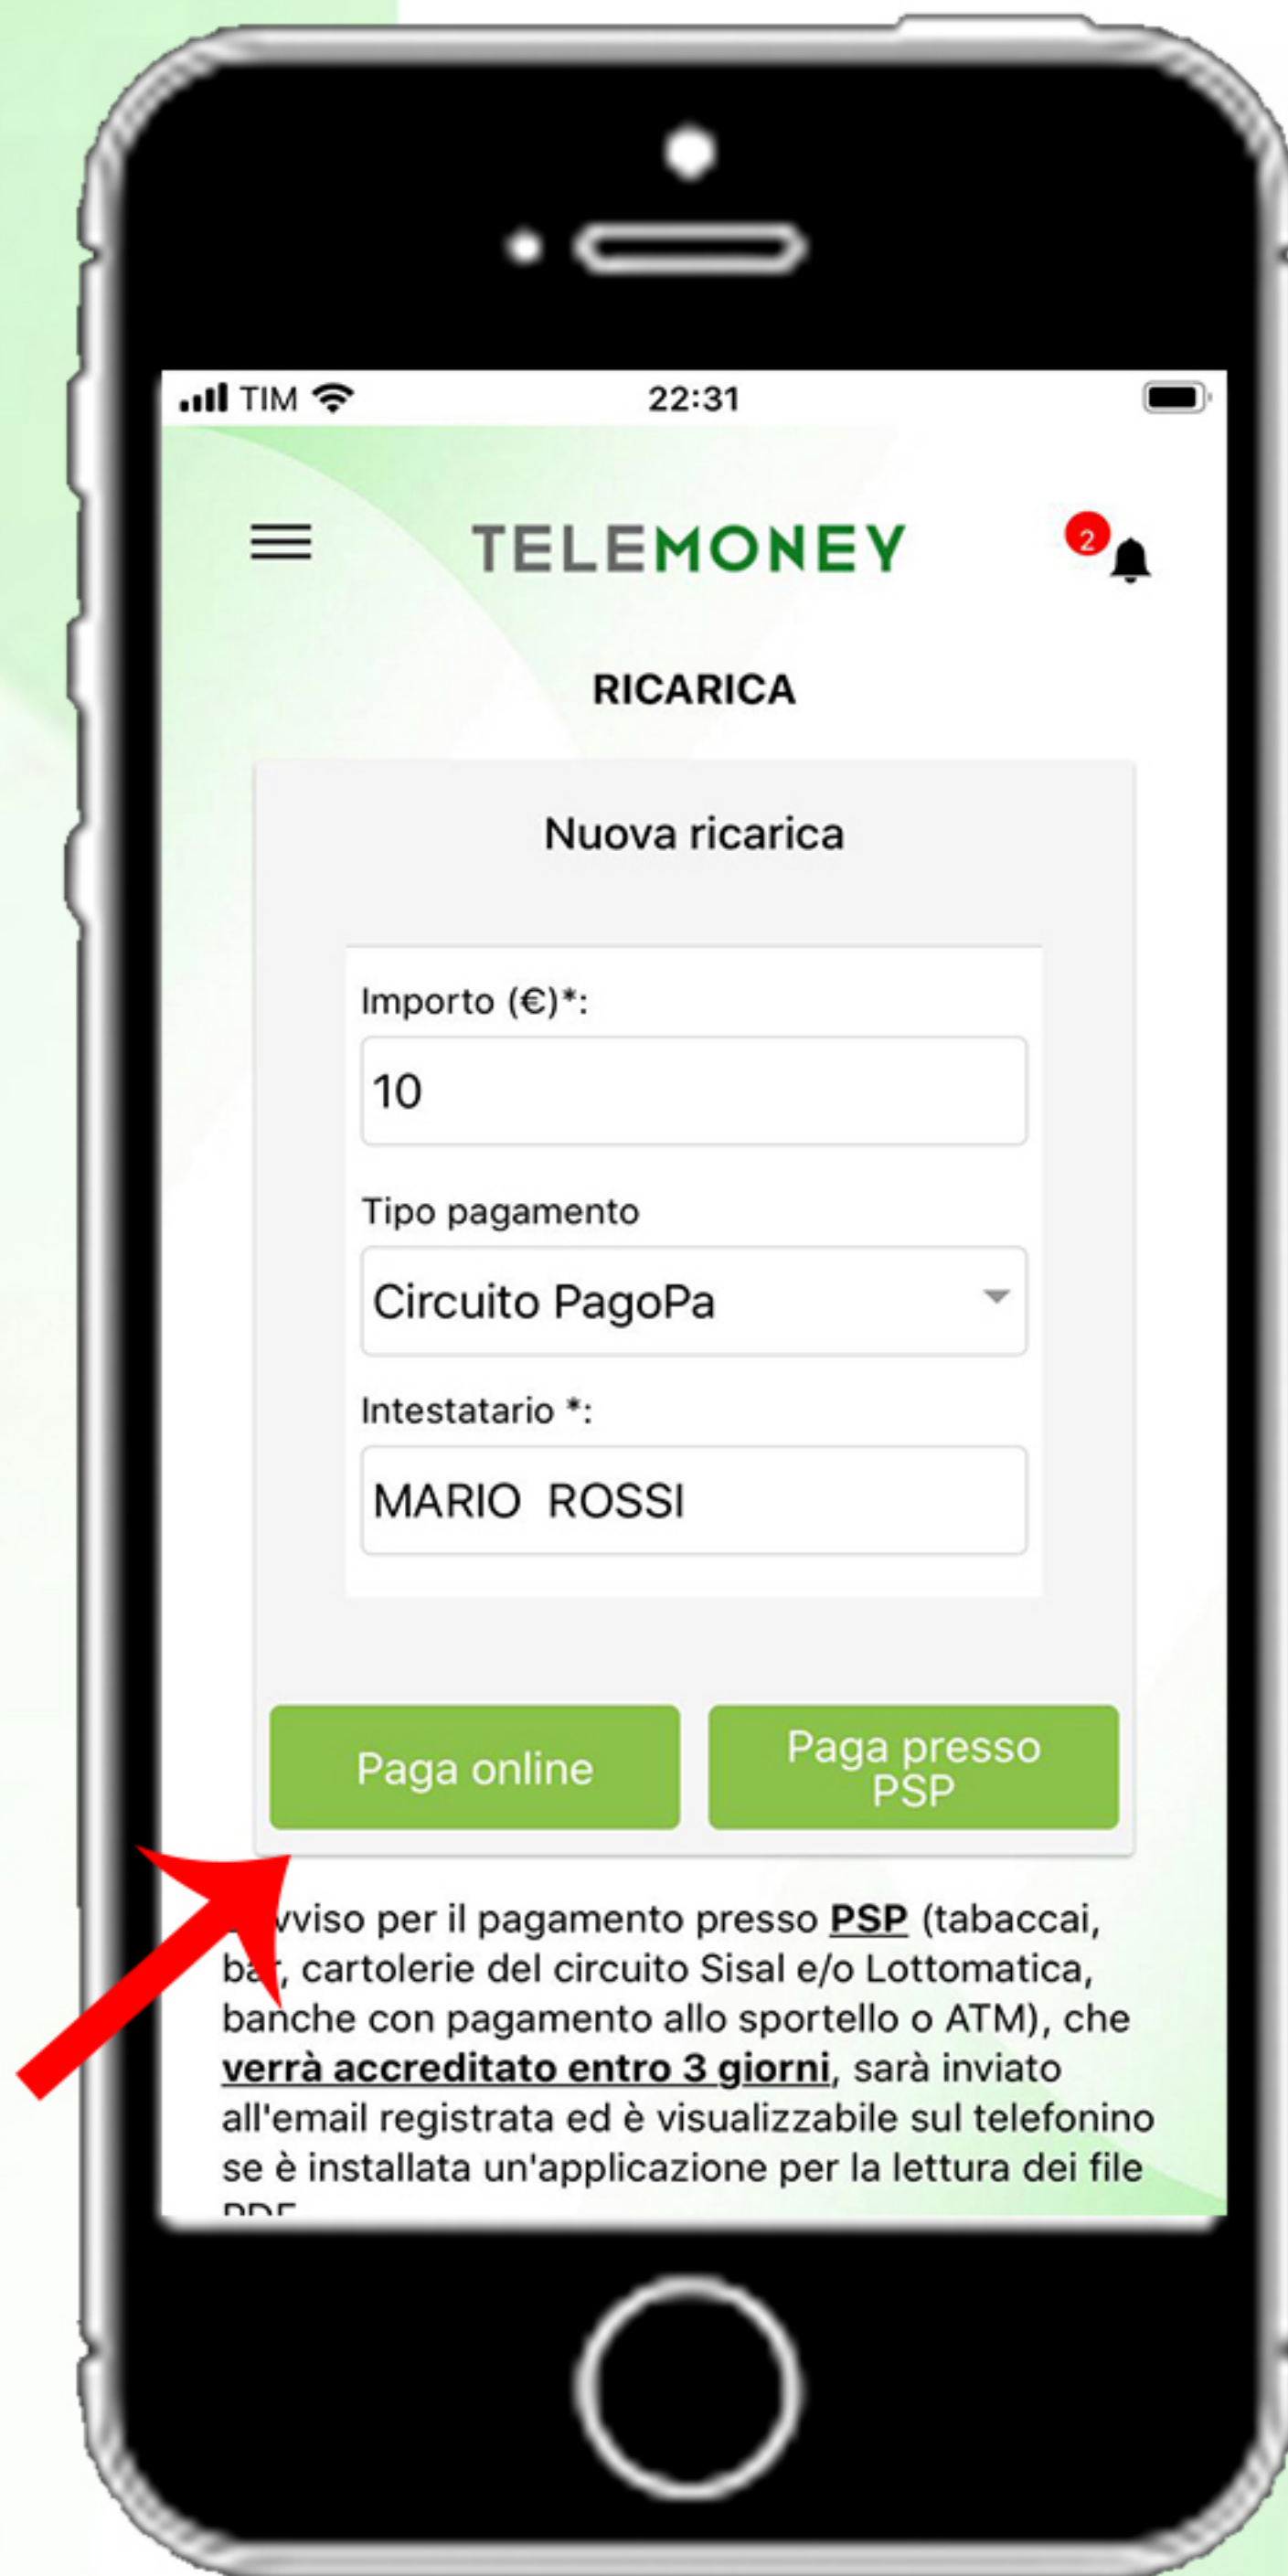 TIM 22:31
TELEMONEY
2
RICARICA
Nuova ricarica
Importo (€)*:
10
Tipo pagamento
Circuito PagoPa
Intestatario *:
MARIO ROSSI
Paga online
Paga presso
PSP
per il pagamento presso PSP (tabaccai,
bar, cartolerie del circuito Sisal e/o Lottomatica,
banche con pagamento allo sportello o ATM), che
verrà accreditato entro 3 giorni, sarà inviato
all'email registrata ed è visualizzabile sul telefonino
se è installata un'applicazione per la lettura dei file